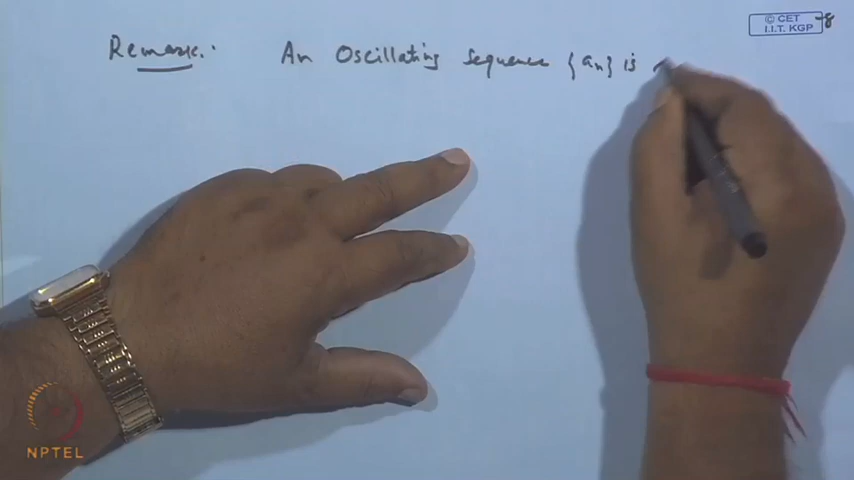 © CET
I.I.T. KGP
Remark: An Oscillating Sequence {an} is
NPTEL